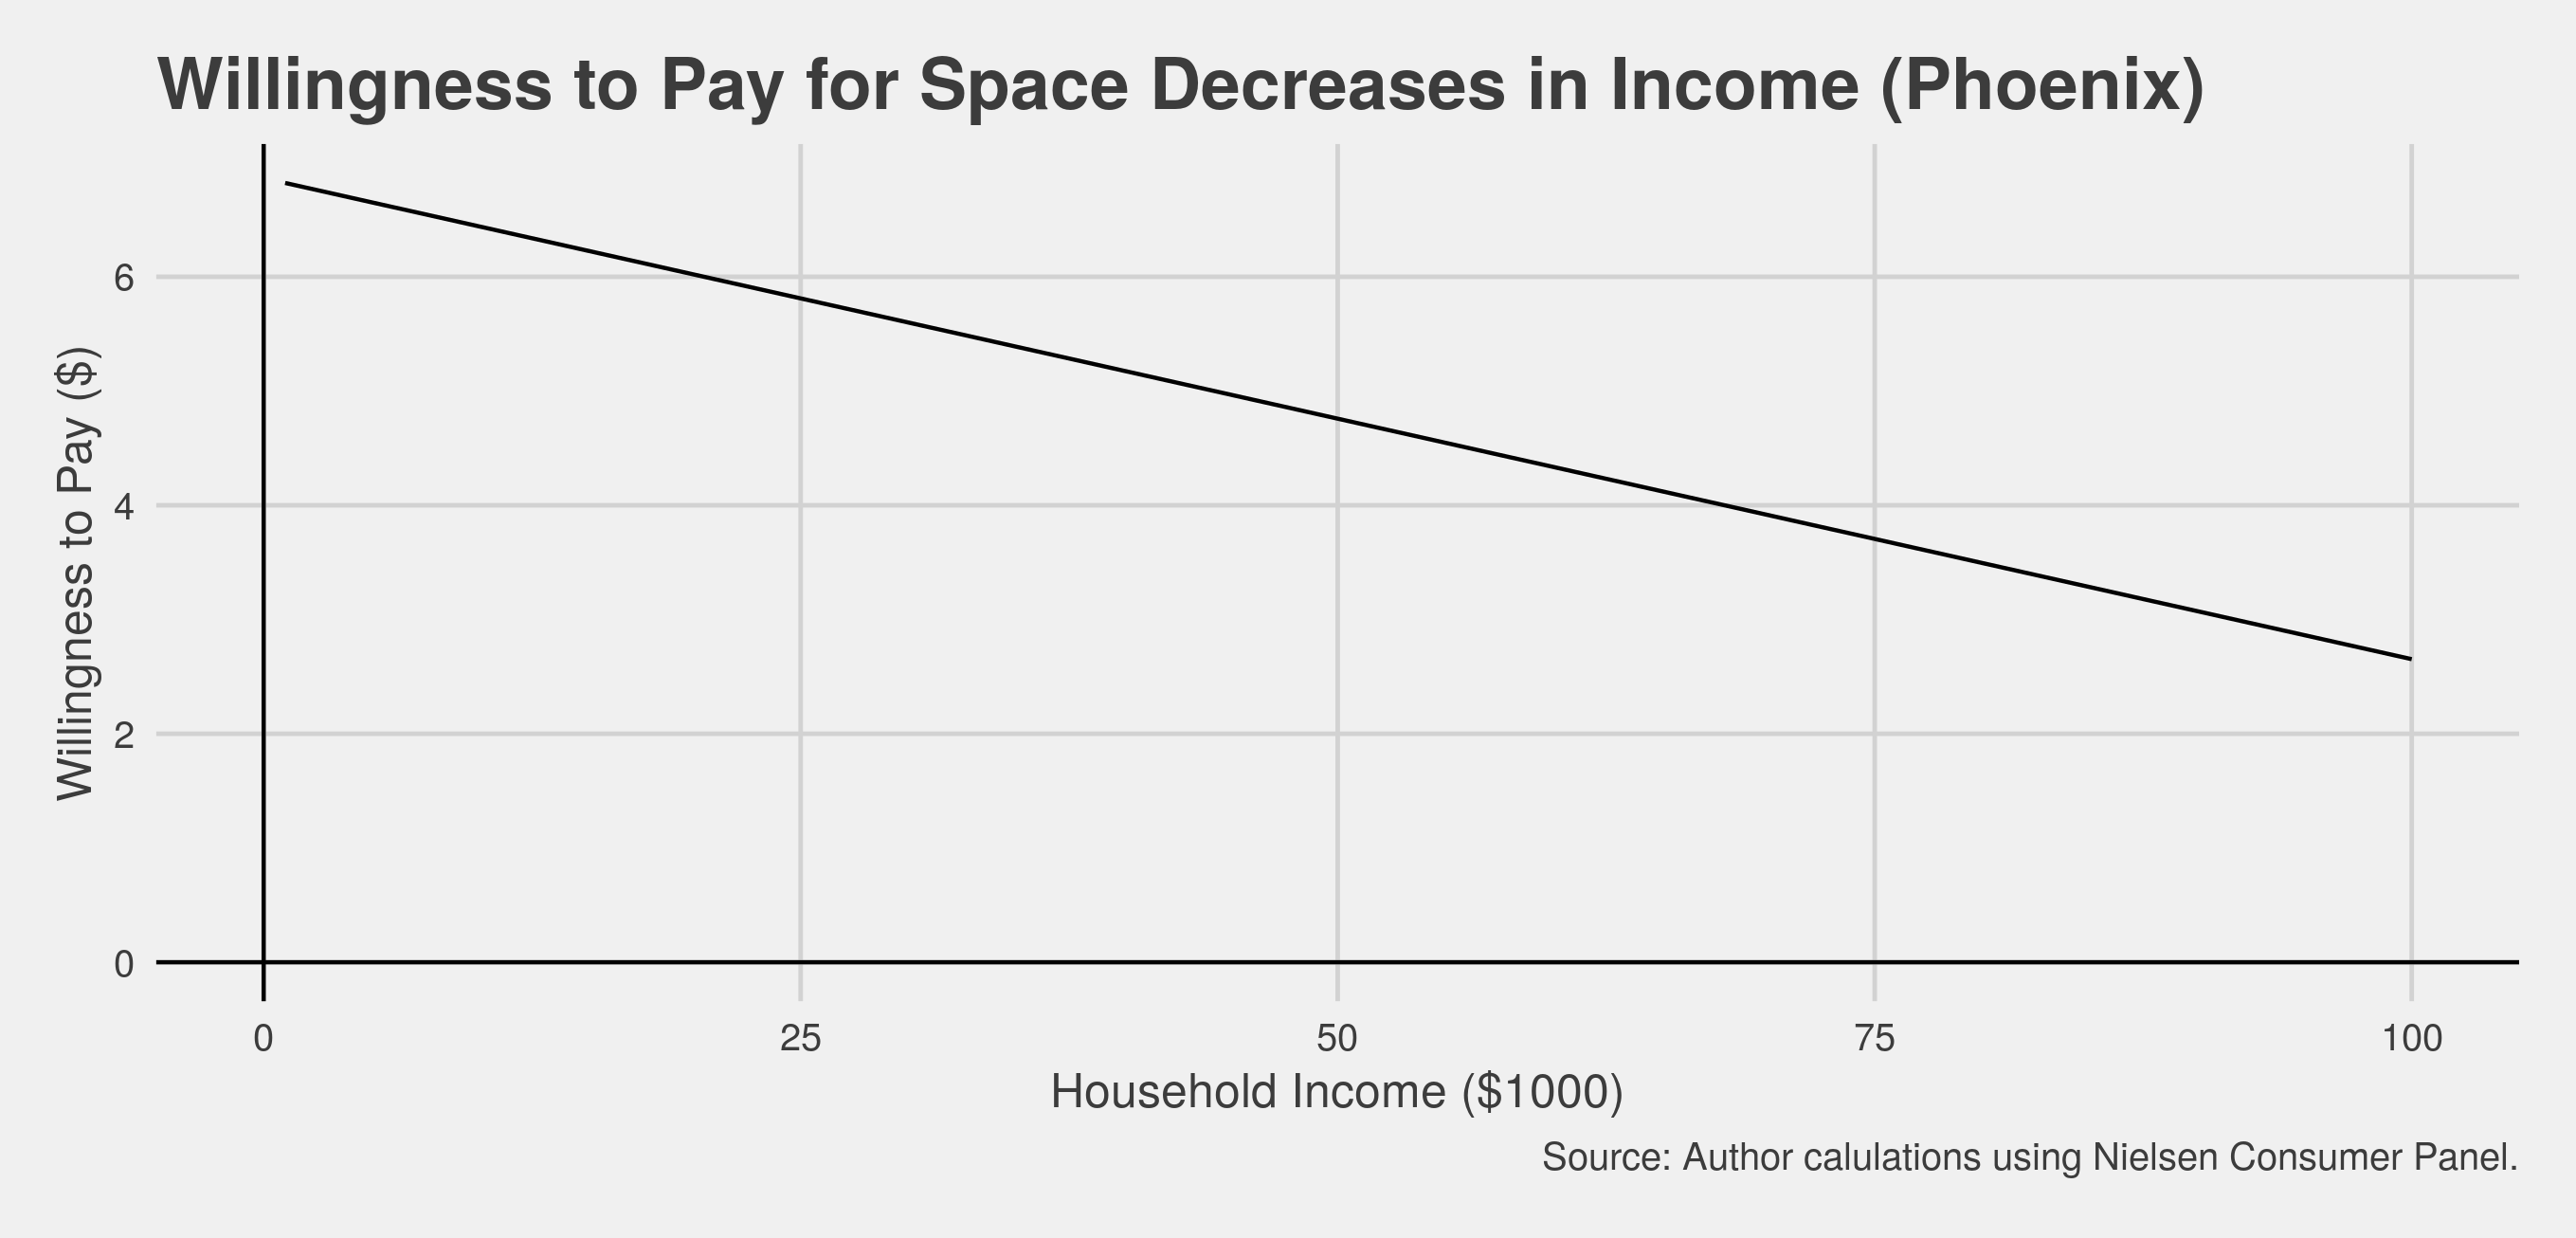 Willingness to Pay for Space Decreases in Income (Phoenix)
Willingness to Pay ($)
6
4
2
0
0 25 50 75 100
Household Income ($1000)
Source: Author calulations using Nielsen Consumer Panel.